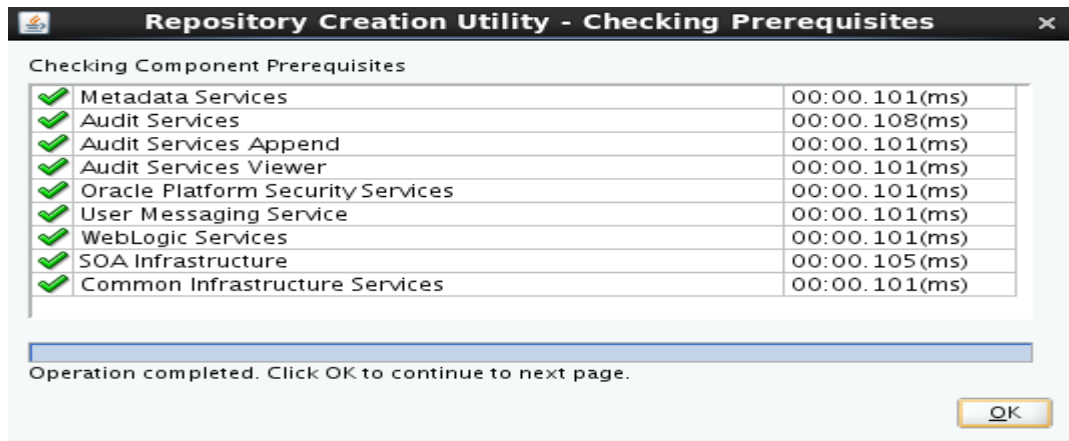 Repository Creation Utility - Checking Prerequisites
Checking Component Prerequisites
Metadata Services 00:00.101(ms)
Audit Services 00:00.108(ms)
Audit Services Append 00:00.101(ms)
Audit Services Viewer 00:00.101(ms)
Oracle Platform Security Services 00:00.101(ms)
User Messaging Service 00:00.101(ms)
WebLogic Services 00:00.101(ms)
SOA Infrastructure 00:00.105(ms)
Common Infrastructure Services 00:00.101(ms)
Operation completed. Click OK to continue to next page.
OK